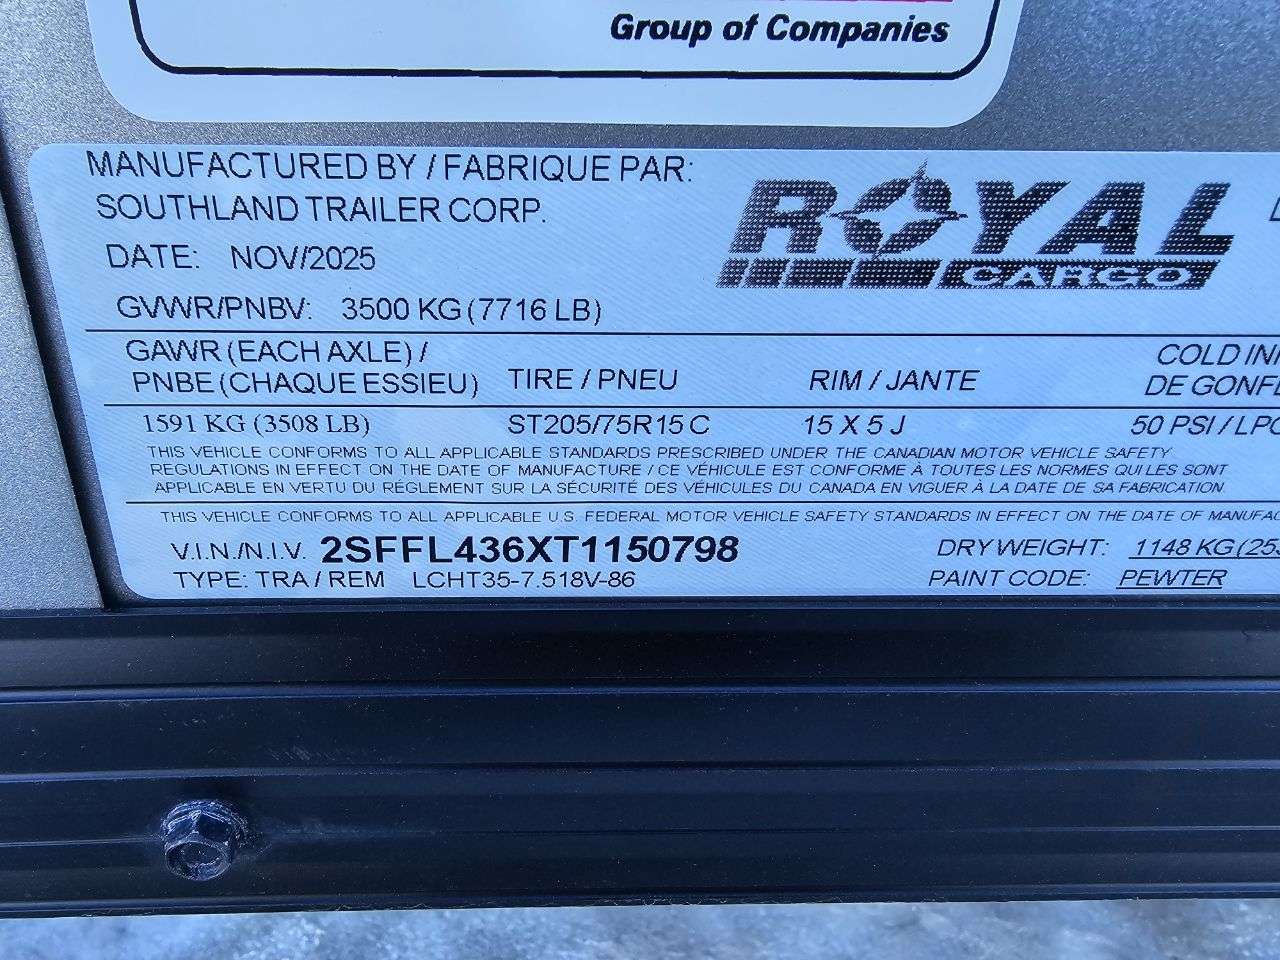 Group of Companies
MANUFACTURED BY / FABRIQUE PAR:
SOUTHLAND TRAILER CORP.
ROYAL
CARGO
DATE: NOV/2025
GVWR/PNBV: 3500 KG (7716 LB)
GAWR (EACH AXLE) /
PNBE (CHAQUE ESSIEU) TIRE / PNEU RIM / JANTE
COLD
DE
1591 KG (3508 LB) ST205/75R15 C 15 X 5 J 50 PSI /
THIS VEHICLE CONFORMS TO ALL APPLICABLE STANDARDS PRESCRIBED UNDER THE CANADIAN MOTOR VEHICLE SAFETY
REGULATIONS IN EFFECT ON THE DATE OF MANUFACTURE / CE VÉHICULE EST CONFORME À TOUTES LES NORMES QUI LES SONT
APPLICABLE EN VERTU DU RÉGLEMENT SUR LA SÉCURITÉ DES VÉHICULES DU CANADA EN VIGUER À LA DATE DE SA FABRICATION
THIS VEHICLE CONFORMS TO ALL APPLICABLE U.S. FEDERAL MOTOR VEHICLE SAFETY STANDARDS IN EFFECT ON THE DATE OF
V.I.N./N.I.V. 2SFFL436XT1150798 DRY WEIGHT: 1148 KG
TYPE: TRA / REM LCHT35-7.518V-86 PAINT CODE: PEWTER